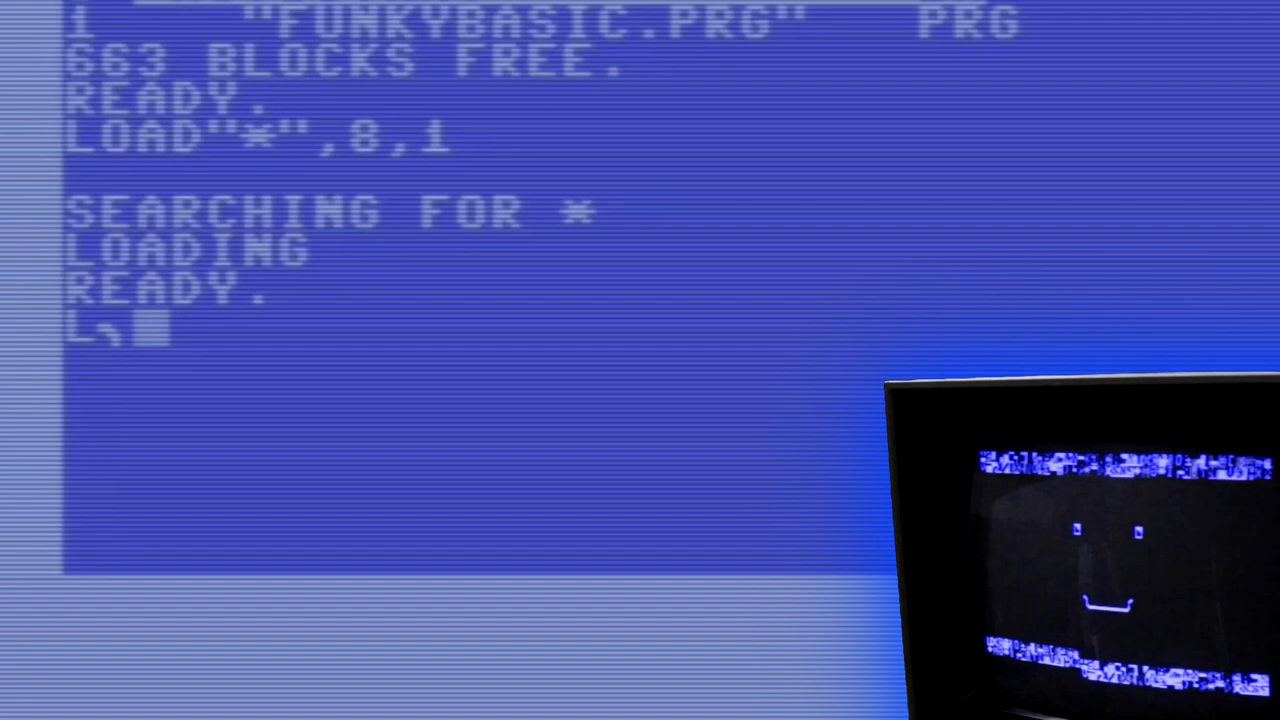 1 "FUNKYBASIC.PRG" PRG
663 BLOCKS FREE.
READY.
LOAD"*",8,1
SEARCHING FOR *
LOADING
READY.
L╮